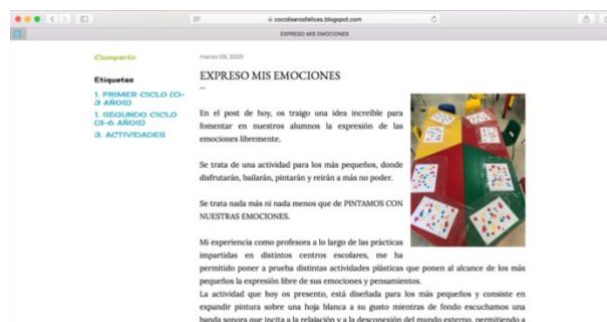 cocoliserosfelices.blogspot.com
EXPRESO MIS EMOCIONES
Compartir
Etiquetas
1. PRIMER CICLO (0-
3 AÑOS)
1. SEGUNDO CICLO
(3-6 AÑOS)
3. ACTIVIDADES
marzo 09, 2020
EXPRESO MIS EMOCIONES
En el post de hoy, os traigo una idea increíble para
fomentar en nuestros alumnos la expresión de las
emociones libremente.
Se trata de una actividad para los más pequeños, donde
disfrutarán, bailarán, pintarán y reirán a más no poder.
Se trata nada más ni nada menos que de PINTAMOS CON
NUESTRAS EMOCIONES.
Mi experiencia como profesora a lo largo de las prácticas
impartidas en distintos centros escolares, me ha
permitido poner a prueba distintas actividades plásticas que ponen al alcance de los más
pequeños la expresión libre de sus emociones y pensamientos.
La actividad que hoy os presento, está diseñada para los más pequeños y consiste en
expandir pintura sobre una hoja blanca a su gusto mientras de fondo escuchamos una
banda sonora que incita a la relajación y a la desconexión del mundo externo, permitiendo a